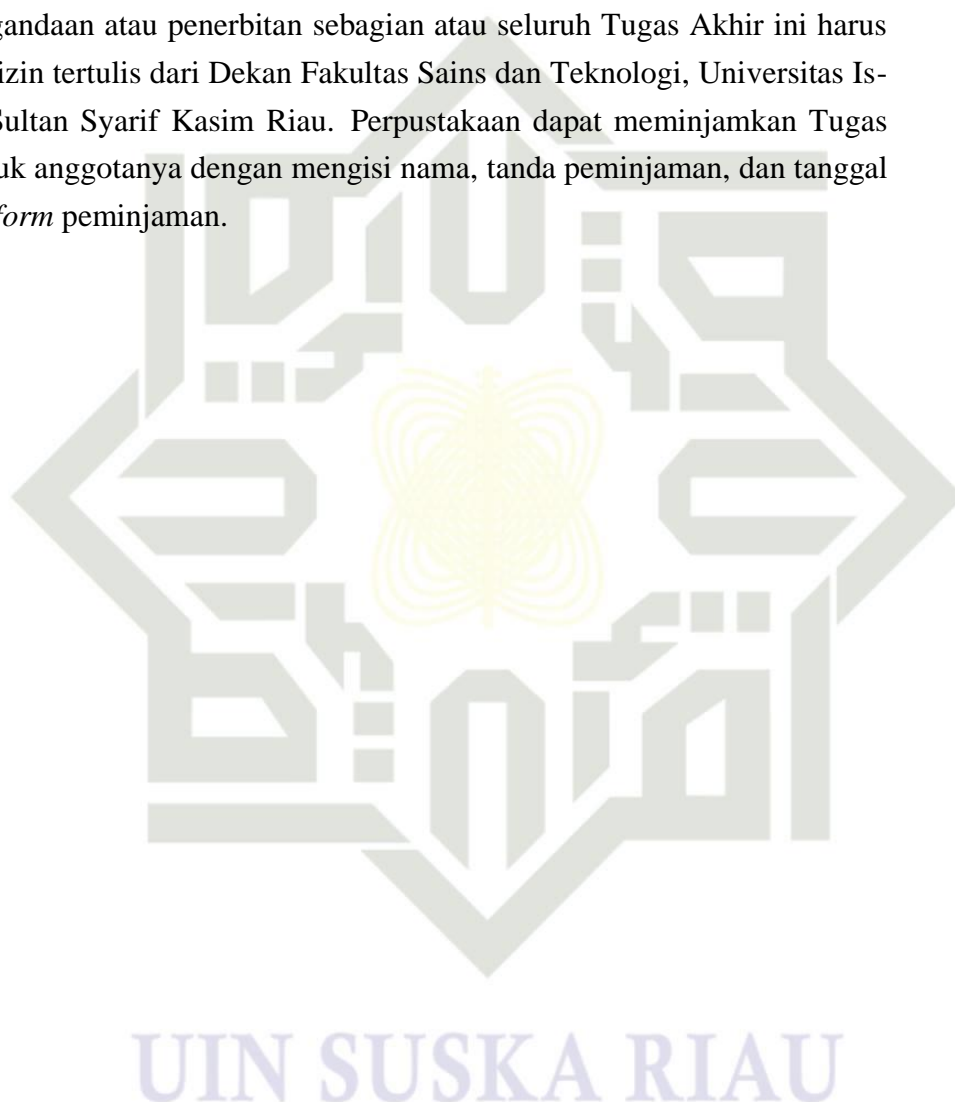 gandaan atau penerbitan sebagian atau seluruh Tugas Akhir ini harus
izin tertulis dari Dekan Fakultas Sains dan Teknologi, Universitas Is-
Sultan Syarif Kasim Riau. Perpustakaan dapat meminjamkan Tugas
uk anggotanya dengan mengisi nama, tanda peminjaman, dan tanggal
form peminjaman.
UIN SUSKA RIAU